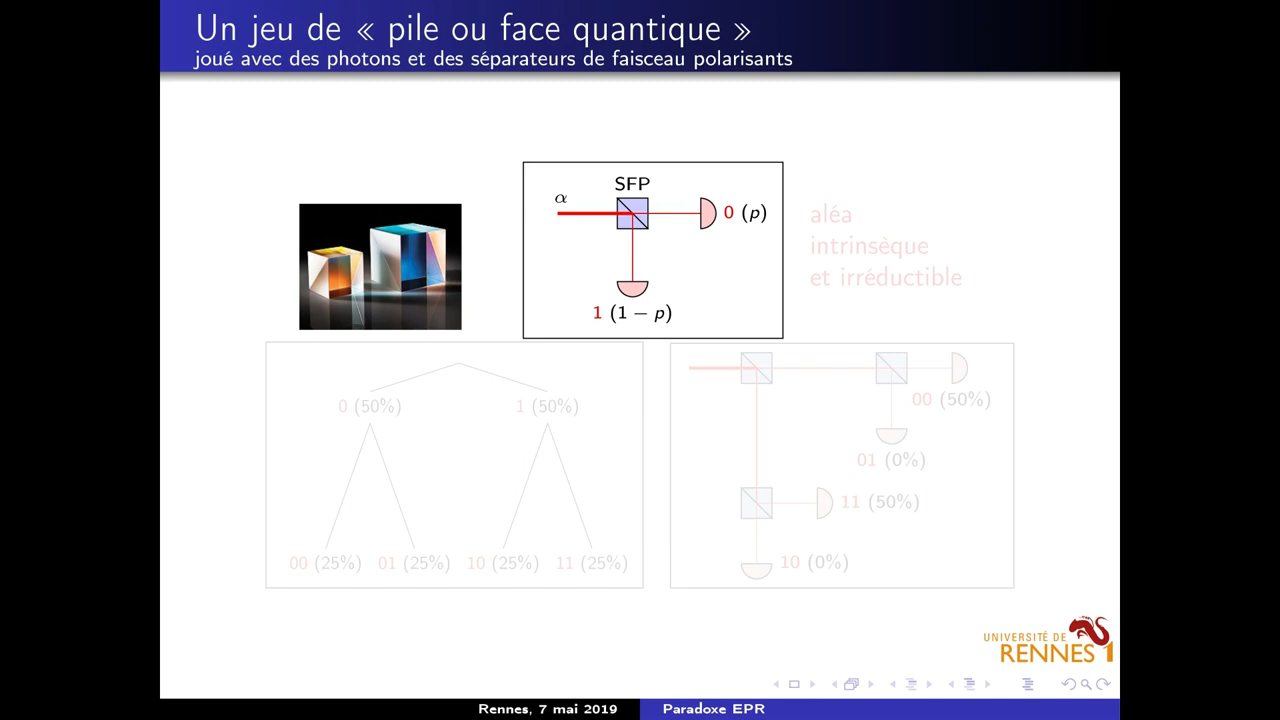 Un jeu de « pile ou face quantique »
joué avec des photons et des séparateurs de faisceau polarisants
SFP
α
0 (p)
1 (1 − p)
aléa
intrinsèque
et irréductible
0 (50%)
1 (50%)
00 (25%)
01 (25%)
10 (25%)
11 (25%)
00 (50%)
01 (0%)
11 (50%)
10 (0%)
UNIVERSITÉ DE
RENNES 1
Rennes, 7 mai 2019
Paradoxe EPR